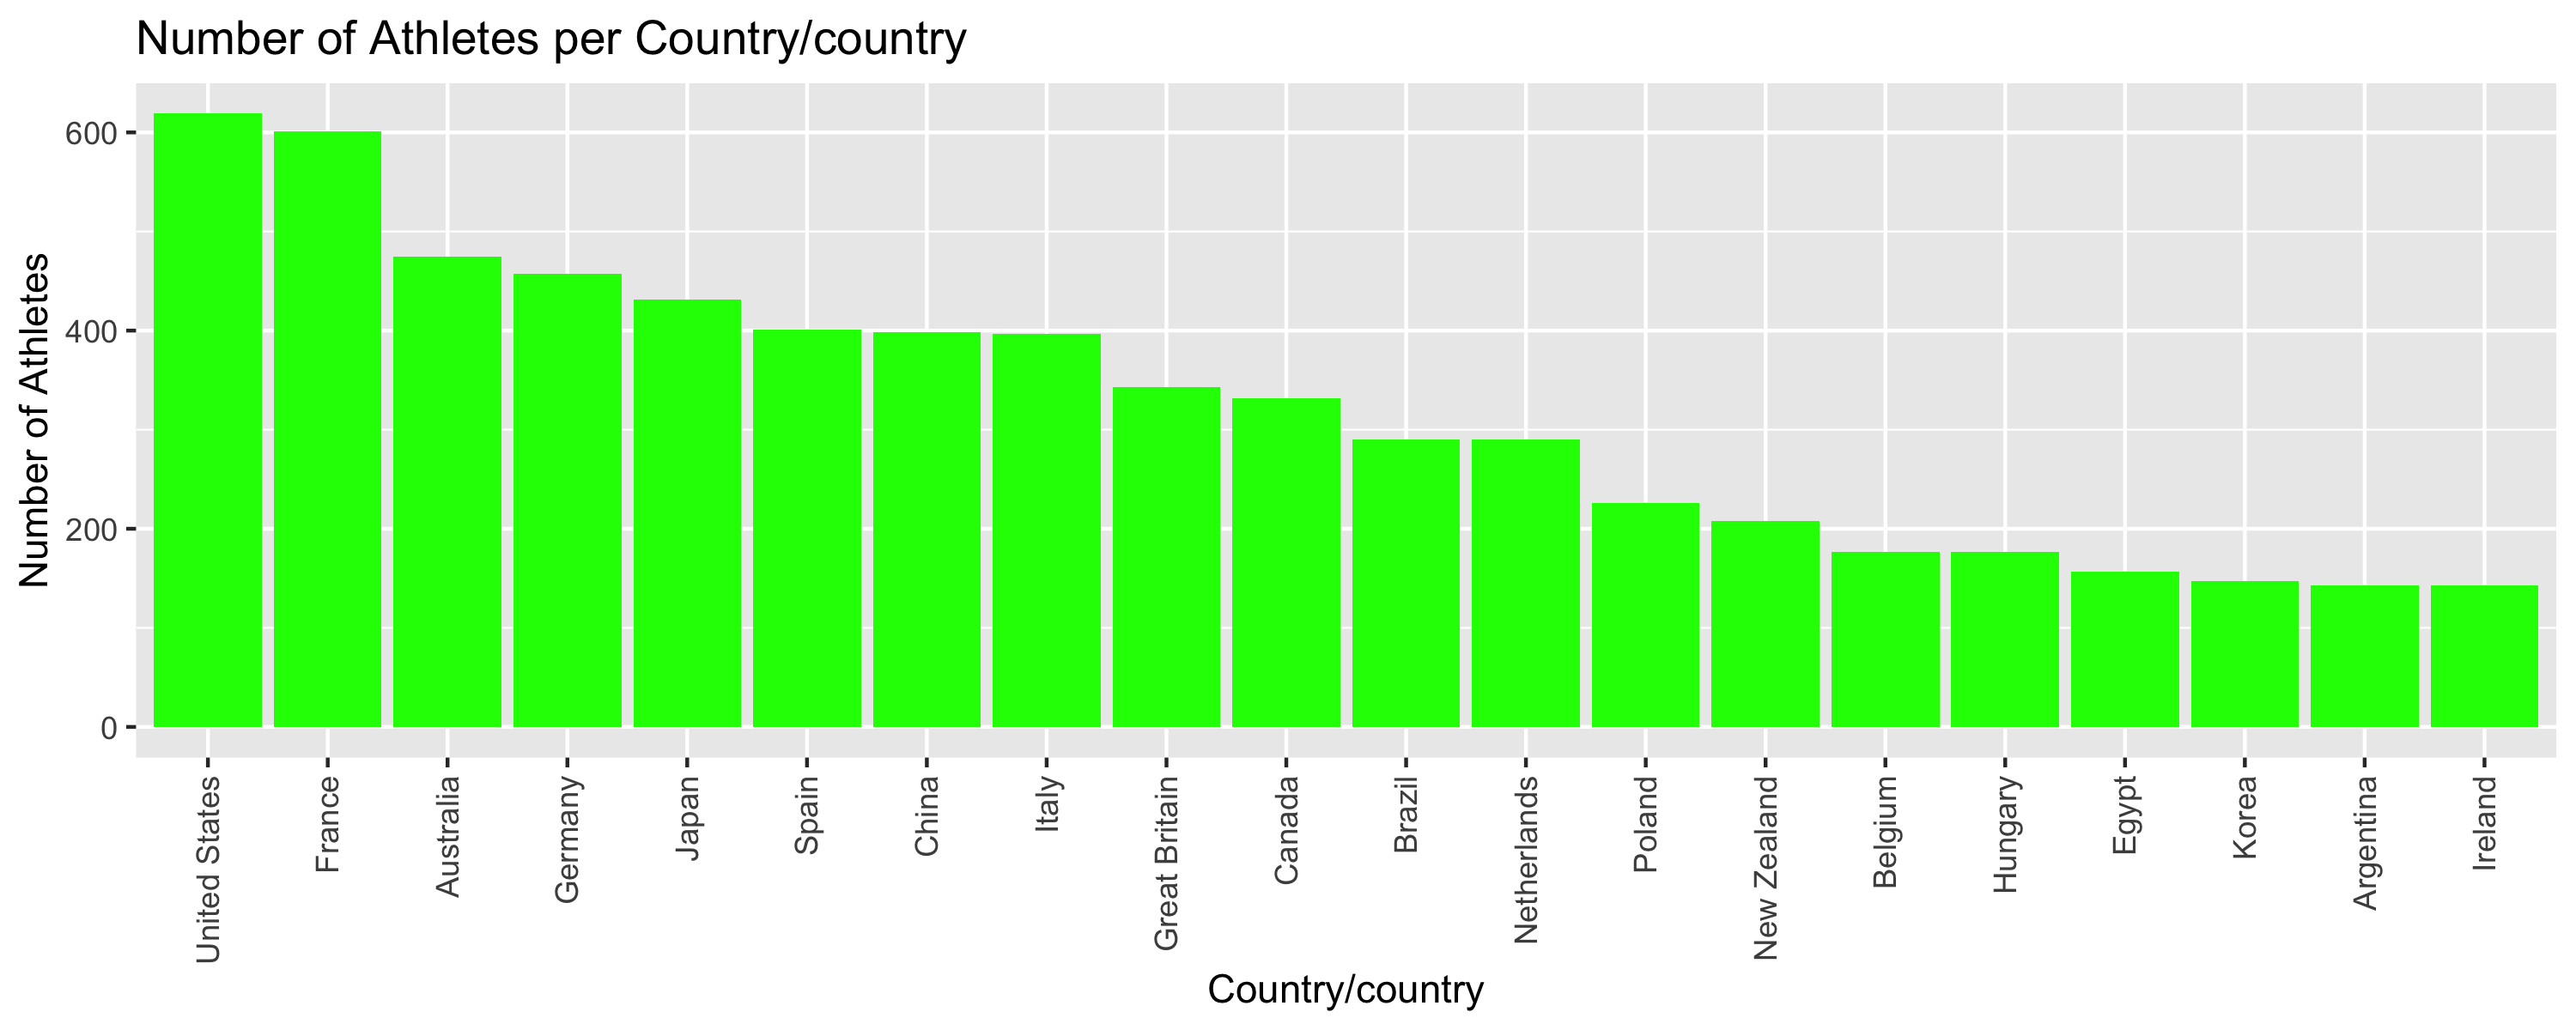 Number of Athletes per Country/country
Number of Athletes
600
400
200
0
United States
France
Australia
Germany
Japan
Spain
China
Italy
Great Britain
Canada
Brazil
Netherlands
Poland
New Zealand
Belgium
Hungary
Egypt
Korea
Argentina
Ireland
Country/country